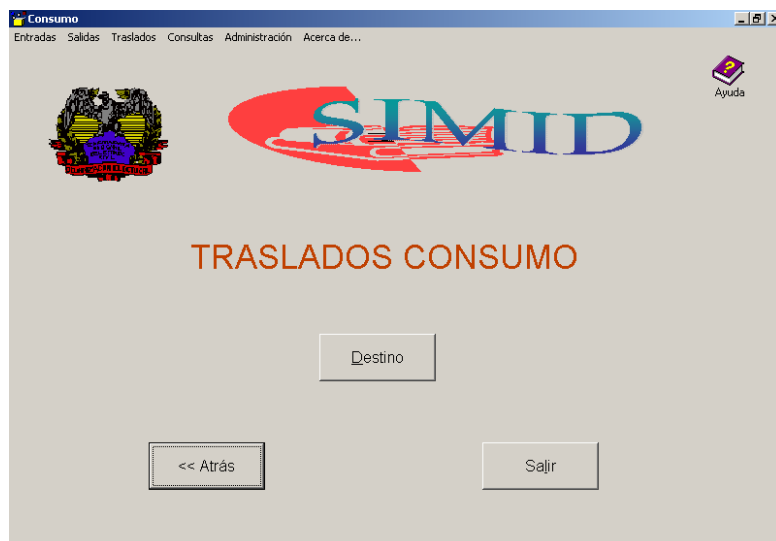 Consumo
Entradas Salidas Traslados Consultas Administración Acerca de...
Ayuda
SIMID
TRASLADOS CONSUMO
Destino
<< Atrás
Salir